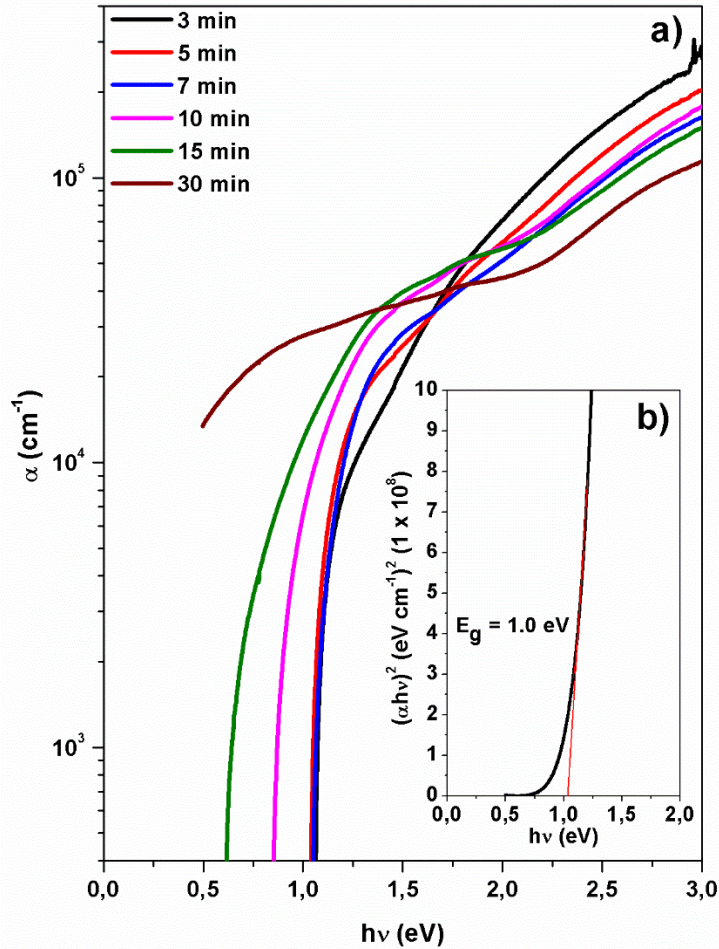 3 min
5 min
7 min
10 min
15 min
30 min
a)
10⁵
10⁴
10³
α (cm⁻¹)
0,0 0,5 1,0 1,5 2,0 2,5 3,0
hν (eV)
b)
10
9
8
7
6
5
4
3
2
1
0
(αhν)² (eV cm⁻¹)² (1 x 10⁸)
E_g = 1.0 eV
0,0 0,5 1,0 1,5 2,0
hν (eV)